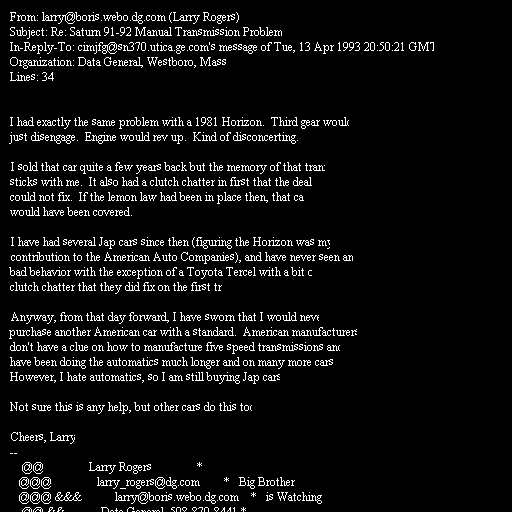 From: larry@boris.webo.dg.com (Larry Rogers)
Subject: Re: Saturn 91-92 Manual Transmission Problem
In-Reply-To: cimjfg@sn370.utica.ge.com's message of Tue, 13 Apr 1993 20:50:21 GMT
Organization: Data General, Westboro, Mass
Lines: 34
I had exactly the same problem with a 1981 Horizon. Third gear would
just disengage. Engine would rev up. Kind of disconcerting.
I sold that car quite a few years back but the memory of that tran
sticks with me. It also had a clutch chatter in first that the deal
could not fix. If the lemon law had been in place then, that ca
would have been covered.
I have had several Jap cars since then (figuring the Horizon was my
contribution to the American Auto Companies), and have never seen an
bad behavior with the exception of a Toyota Tercel with a bit o
clutch chatter that they did fix on the first tr
Anyway, from that day forward, I have sworn that I would neve
purchase another American car with a standard. American manufacturers
don't have a clue on how to manufacture five speed transmissions and
have been doing the automatics much longer and on many more cars
However, I hate automatics, so I am still buying Jap cars
Not sure this is any help, but other cars do this too
Cheers, Larry
--
@@ Larry Rogers *
@@@ larry_rogers@dg.com * Big Brother
@@@ &&& larry@boris.webo.dg.com * is Watching
@@ && Data General, 508-870-8441 *